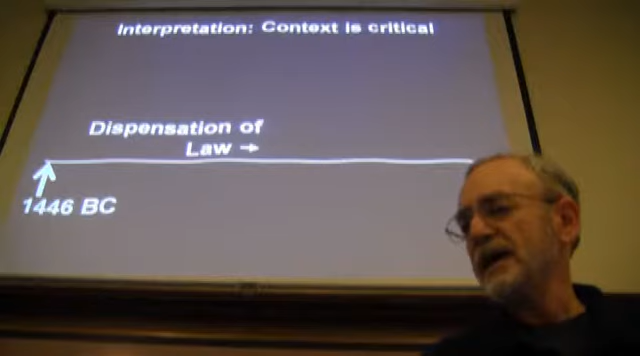 Interpretation: Context is critical
Dispensation of
Law →
1446 BC